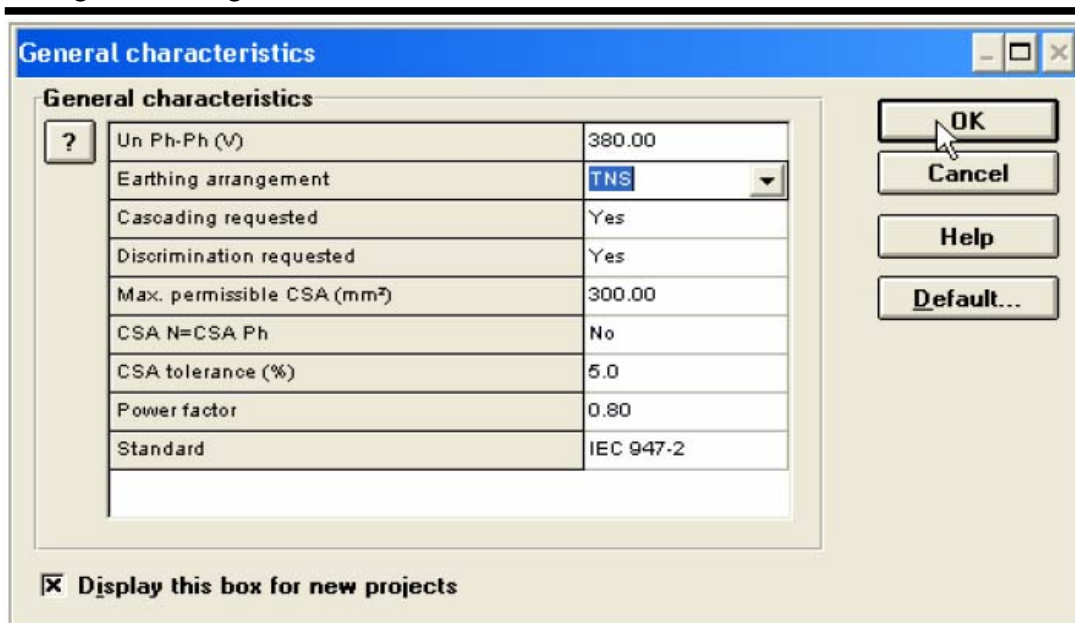 General characteristics
General characteristics
?
Un Ph-Ph (V) 380.00
Earthing arrangement TNS
Cascading requested Yes
Discrimination requested Yes
Max. permissible CSA (mm²) 300.00
CSA N=CSA Ph No
CSA tolerance (%) 5.0
Power factor 0.80
Standard IEC 947-2
OK
Cancel
Help
Default...
Display this box for new projects